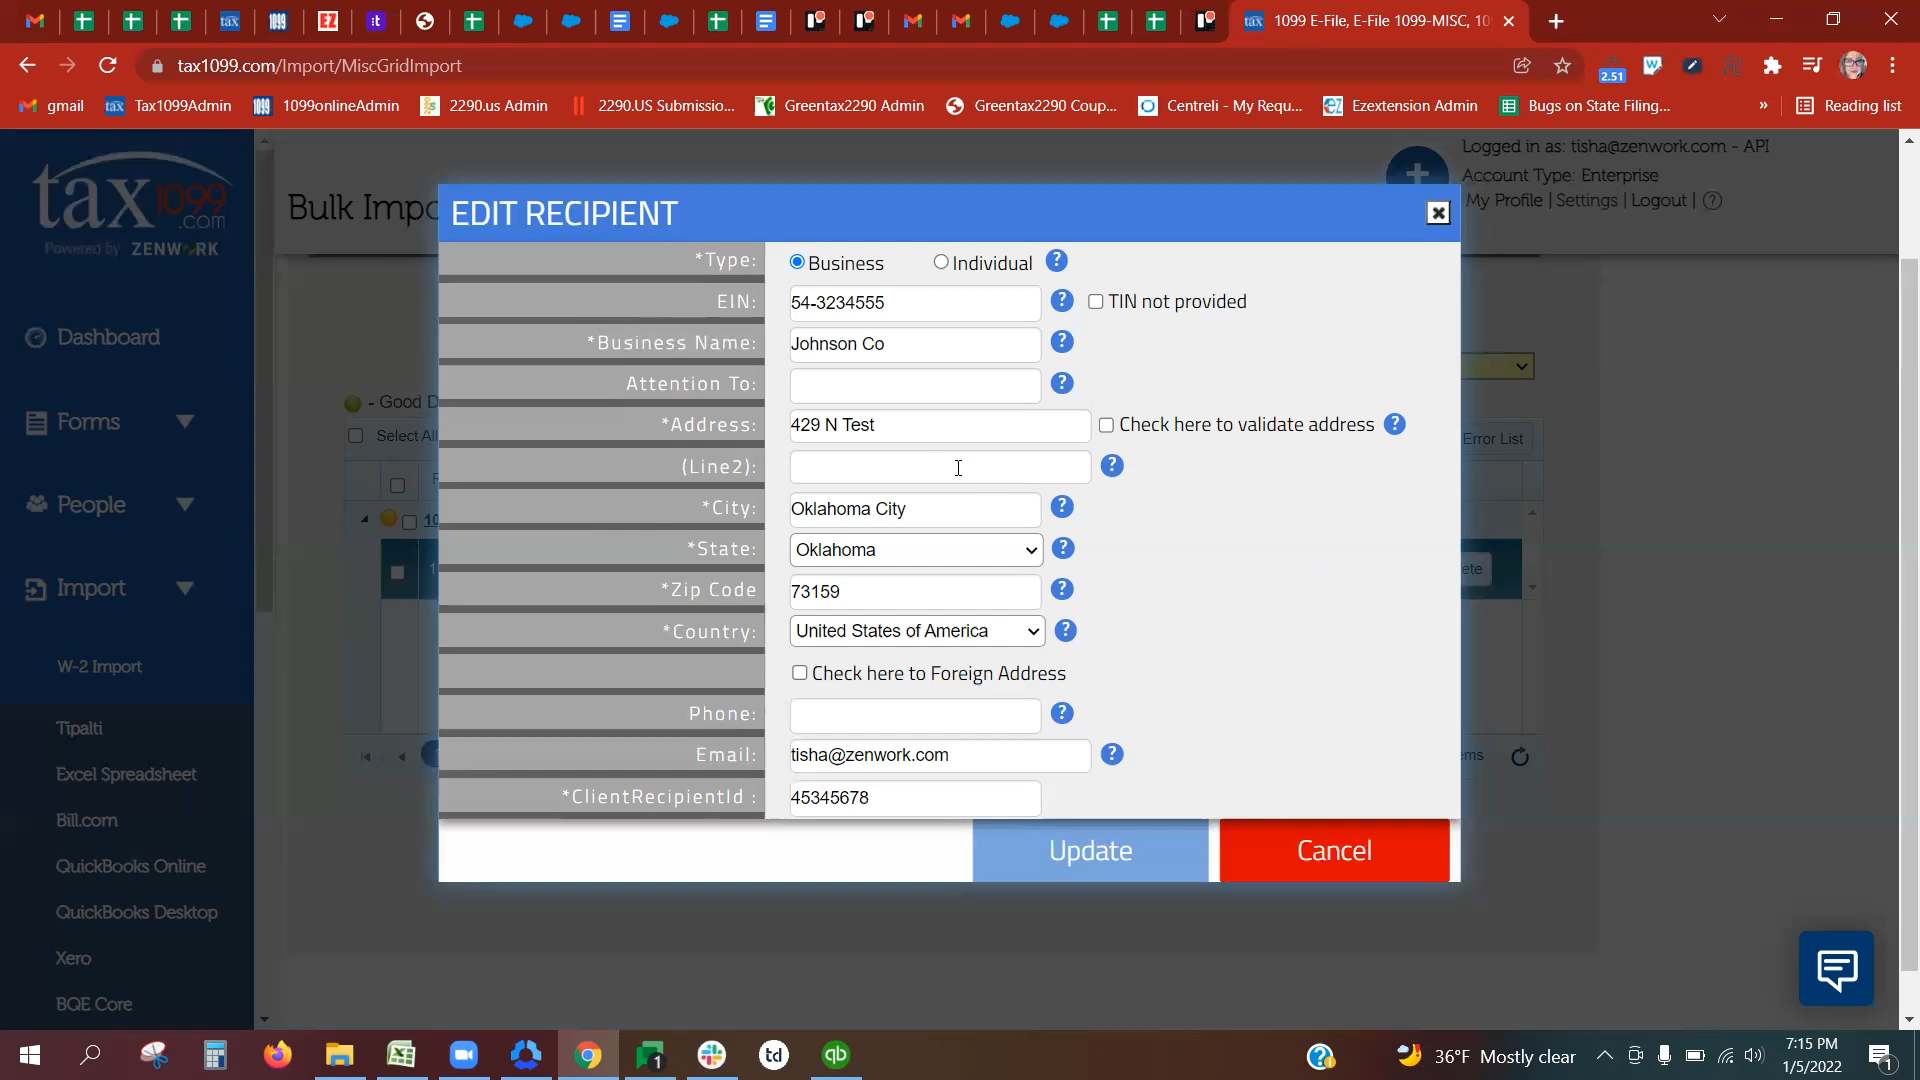 1099 E-File, E-File 1099-MISC, 10
tax1099.com/Import/MiscGridImport
2.51
gmail
Tax1099Admin
1099onlineAdmin
2290.us Admin
2290.US Submissio...
Greentax2290 Admin
Greentax2290 Coup...
Centreli - My Requ...
Ezextension Admin
Bugs on State Filing...
»
Reading list
tax1099
.com
Powered by ZENWORK
Bulk Impo
Logged in as: tisha@zenwork.com - API
Account Type: Enterprise
My Profile | Settings | Logout | ?
Dashboard
Forms
People
Import
W-2 Import
Tipalti
Excel Spreadsheet
Bill.com
QuickBooks Online
QuickBooks Desktop
Xero
BQE Core
- Good D
Select All
Error List
EDIT RECIPIENT
*Type: Business Individual ?
EIN: 54-3234555 ? TIN not provided
*Business Name: Johnson Co ?
Attention To: ?
*Address: 429 N Test Check here to validate address ?
(Line2): ?
*City: Oklahoma City ?
*State: Oklahoma ?
*Zip Code 73159 ?
*Country: United States of America ?
Check here to Foreign Address
Phone: ?
Email: tisha@zenwork.com ?
*ClientRecipientId : 45345678
Update
Cancel
td
qb
36°F Mostly clear
7:15 PM
1/5/2022